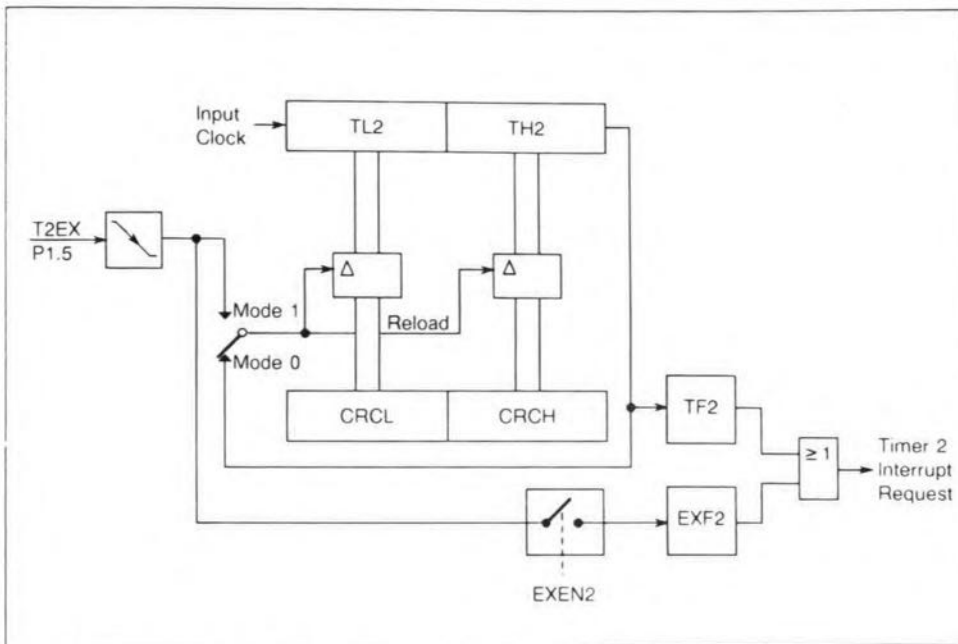 Input
Clock
TL2
TH2
T2EX
P1.5
Δ
Δ
Mode 1
Reload
Mode 0
CRCL
CRCH
TF2
≥ 1
Timer 2
Interrupt
Request
EXF2
EXEN2